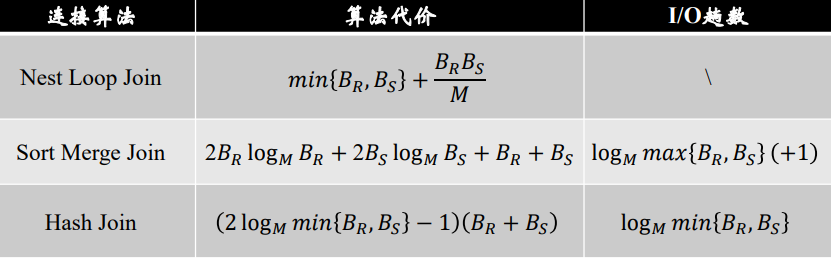 连接算法 算法代价 I/O趟数
Nest Loop Join min{B_R, B_S} + \frac{B_R B_S}{M} \
Sort Merge Join 2B_R log_M B_R + 2B_S log_M B_S + B_R + B_S log_M max{B_R, B_S} (+1)
Hash Join (2 log_M min{B_R, B_S} − 1)(B_R + B_S) log_M min{B_R, B_S}